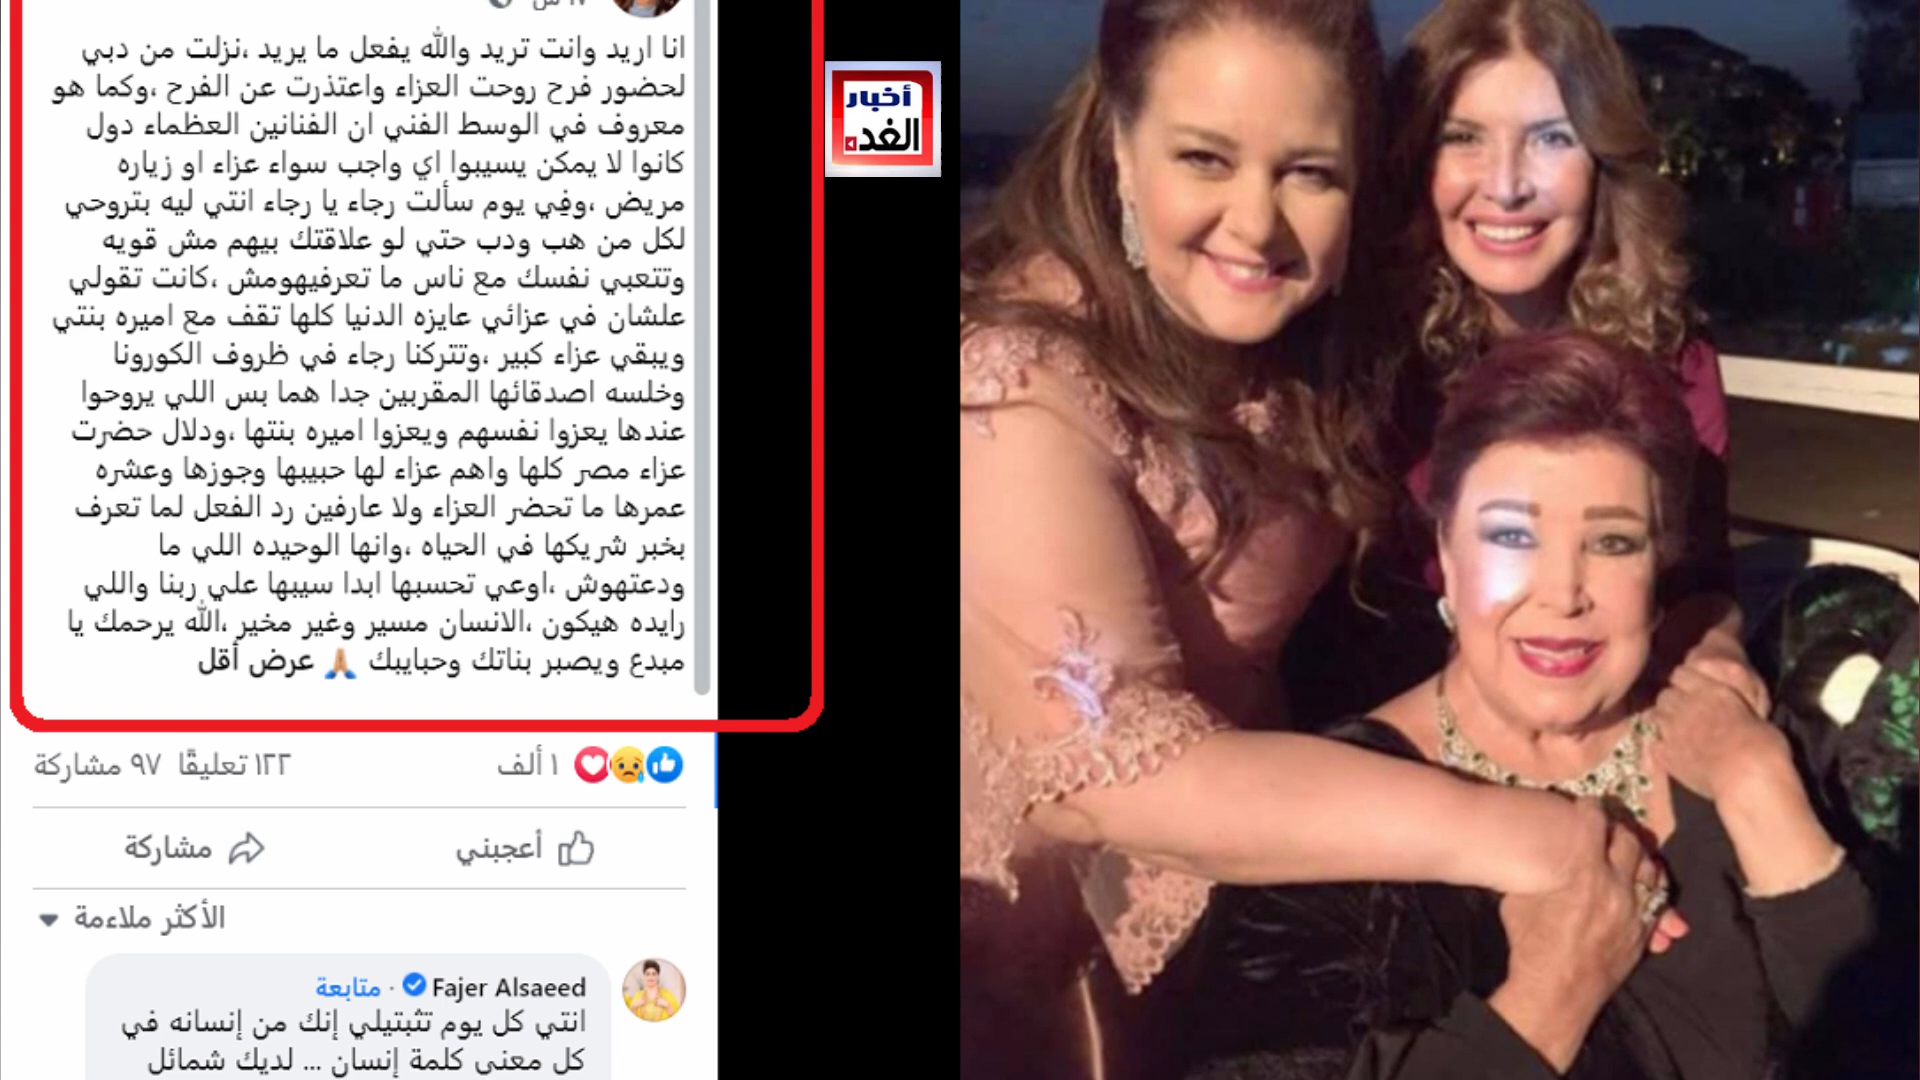 ١٧ س
انا اريد وانت تريد والله يفعل ما يريد ،نزلت من دبي
لحضور فرح روحت العزاء واعتذرت عن الفرح ،وكما هو
معروف في الوسط الفني ان الفنانين العظماء دول
كانوا لا يمكن يسيبوا اي واجب سواء عزاء او زياره
مريض ،وفِي يوم سألت رجاء يا رجاء انتي ليه بتروحي
لكل من هب ودب حتي لو علاقتك بيهم مش قويه
وتتعبي نفسك مع ناس ما تعرفيهومش ،كانت تقولي
علشان في عزائي عايزه الدنيا كلها تقف مع اميره بنتي
ويبقي عزاء كبير ،وتتركنا رجاء في ظروف الكورونا
وخلسه اصدقائها المقربين جدا هما بس اللي يروحوا
عندها يعزوا نفسهم ويعزوا اميره بنتها ،ودلال حضرت
عزاء مصر كلها واهم عزاء لها حبيبها وجوزها وعشره
عمرها ما تحضر العزاء ولا عارفين رد الفعل لما تعرف
بخبر شريكها في الحياه ،وانها الوحيده اللي ما
ودعتهوش ،اوعي تحسبها ابدا سيبها علي ربنا واللي
رايده هيكون ،الانسان مسير وغير مخير ،الله يرحمك يا
مبدع ويصبر بناتك وحبايبك 🙏🏼 عرض أقل
١ ألف ١٢٢ تعليقًا ٩٧ مشاركة
أعجبني مشاركة
الأكثر ملاءمة
Fajer Alsaeed · متابعة
انتي كل يوم تثبتيلي إنك من إنسانه في
كل معني كلمة إنسان ... لديك شمائل
أخبار
الغد